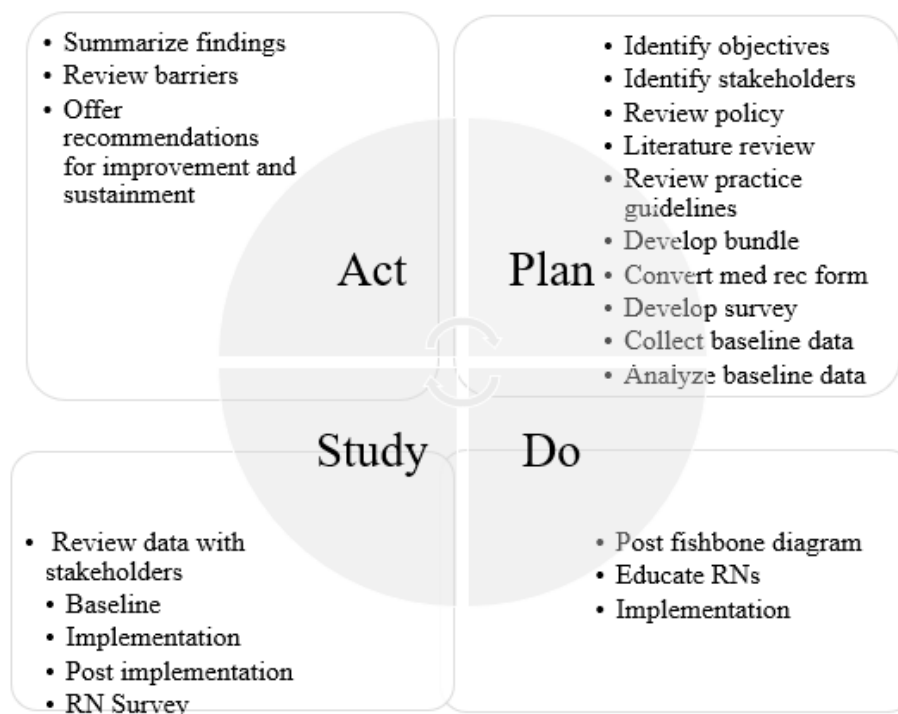 • Summarize findings
• Review barriers
• Offer
recommendations
for improvement and
sustainment
Act
• Identify objectives
• Identify stakeholders
• Review policy
• Literature review
• Review practice
guidelines
• Develop bundle
• Convert med rec form
• Develop survey
• Collect baseline data
• Analyze baseline data
Plan
Study
• Review data with
stakeholders
• Baseline
• Implementation
• Post implementation
• RN Survey
Do
• Post fishbone diagram
• Educate RNs
• Implementation